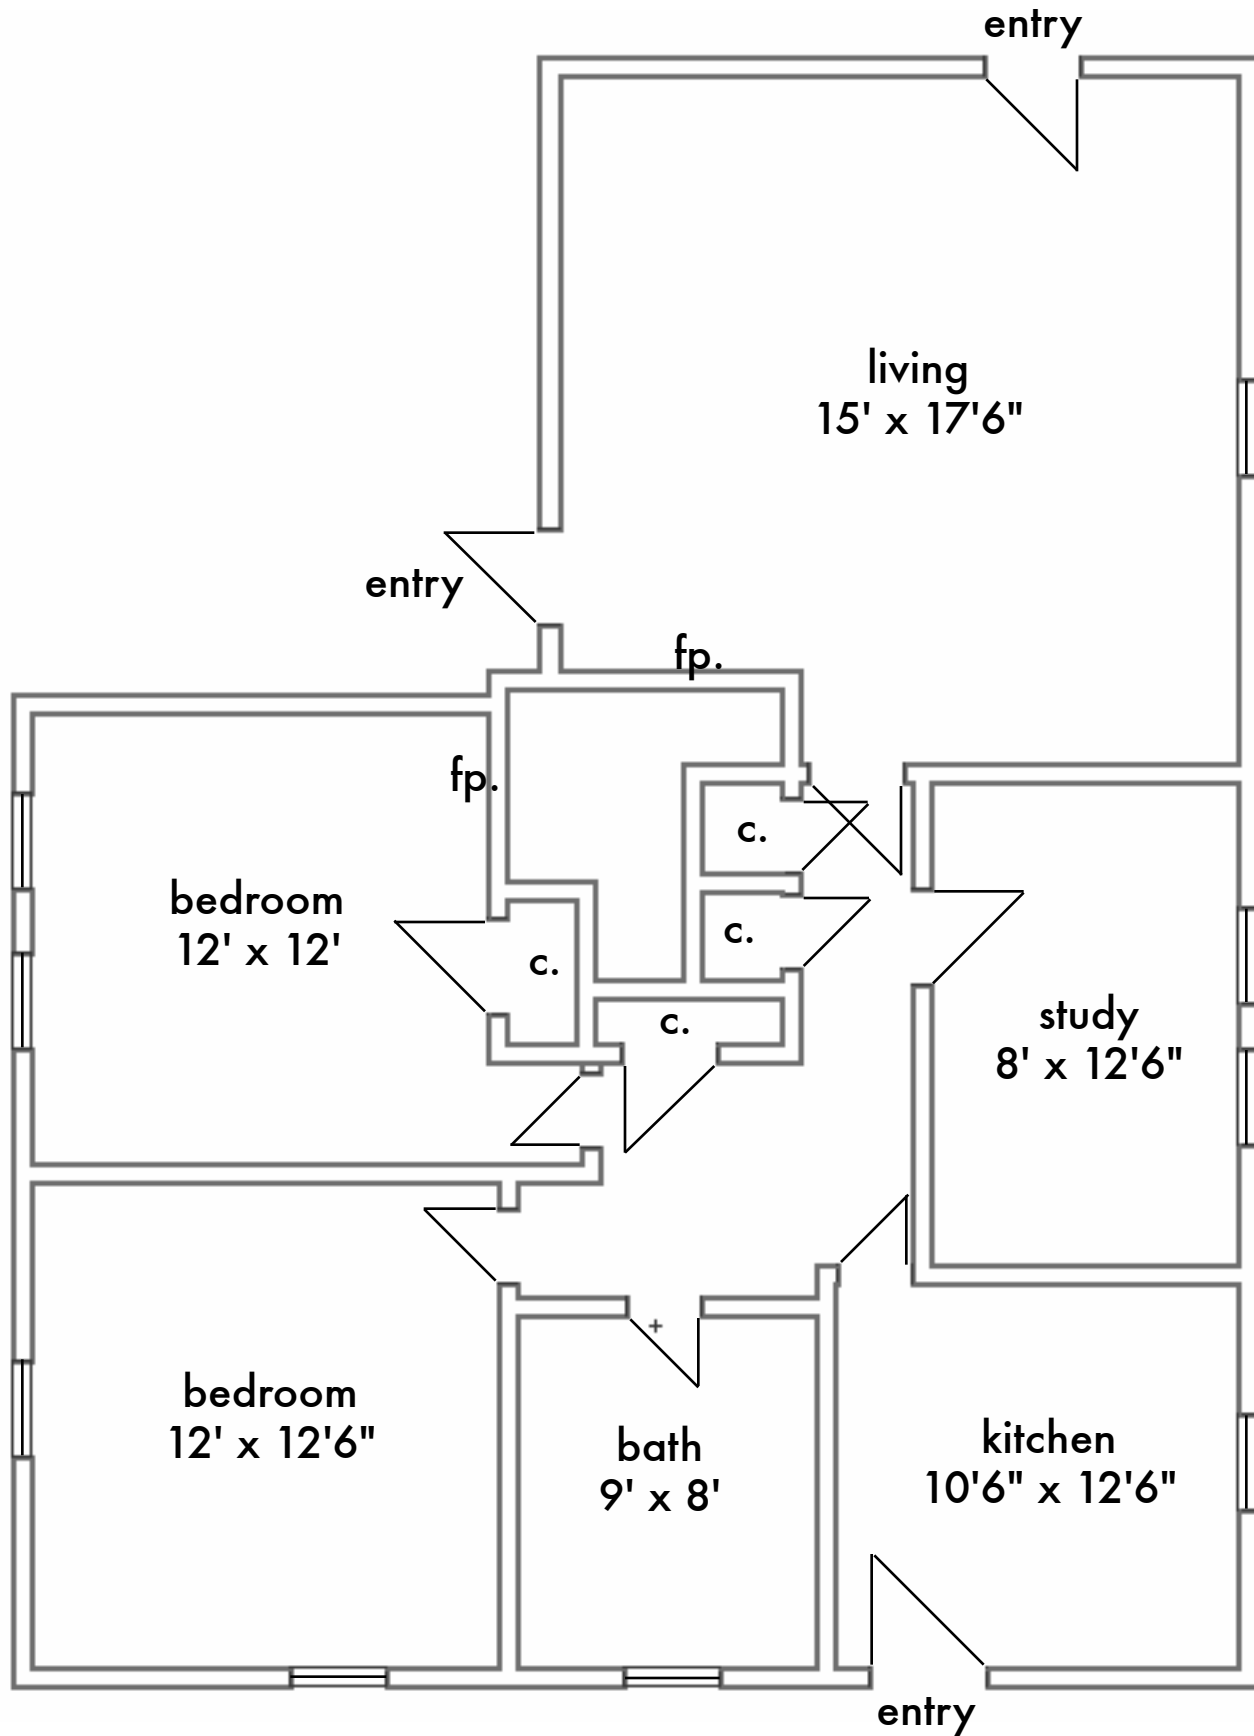 entry
living
15' x 17'6"
entry
fp.
fp.
c.
bedroom
12' x 12'
c.
c.
c.
study
8' x 12'6"
bedroom
12' x 12'6"
bath
9' x 8'
kitchen
10'6" x 12'6"
entry